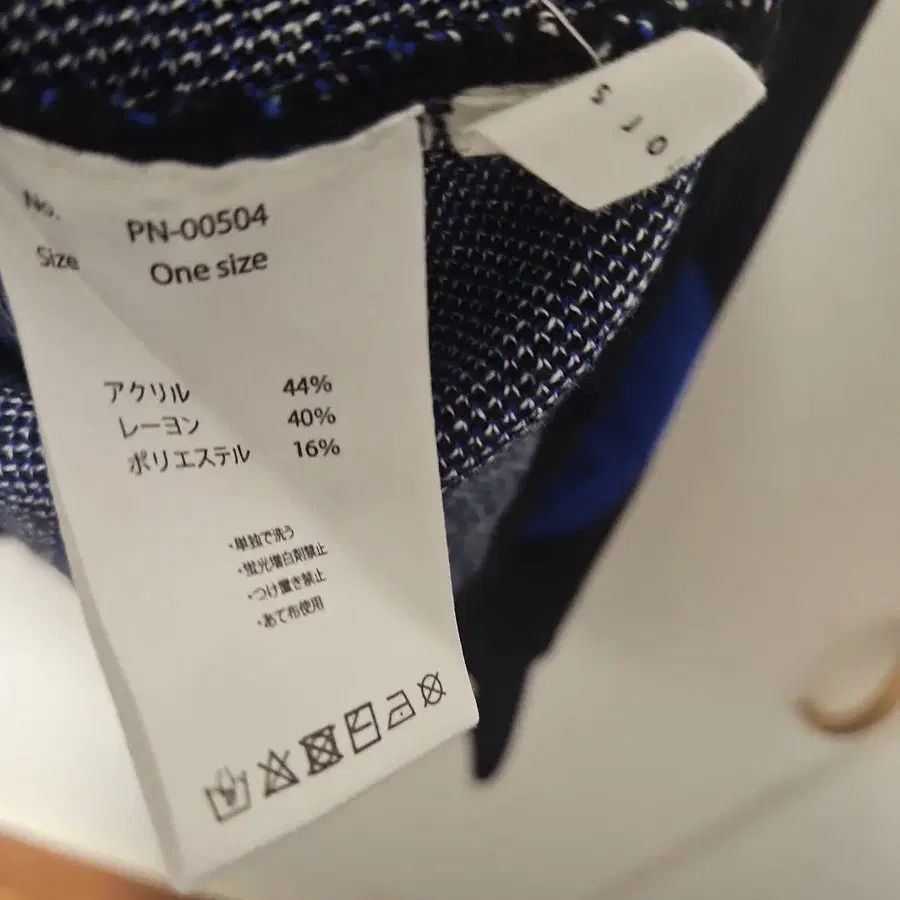 No. PN-00504
Size One size
アクリル 44%
レーヨン 40%
ポリエステル 16%
・単独で洗う
・蛍光増白剤禁止
・つけ置き禁止
・あて布使用